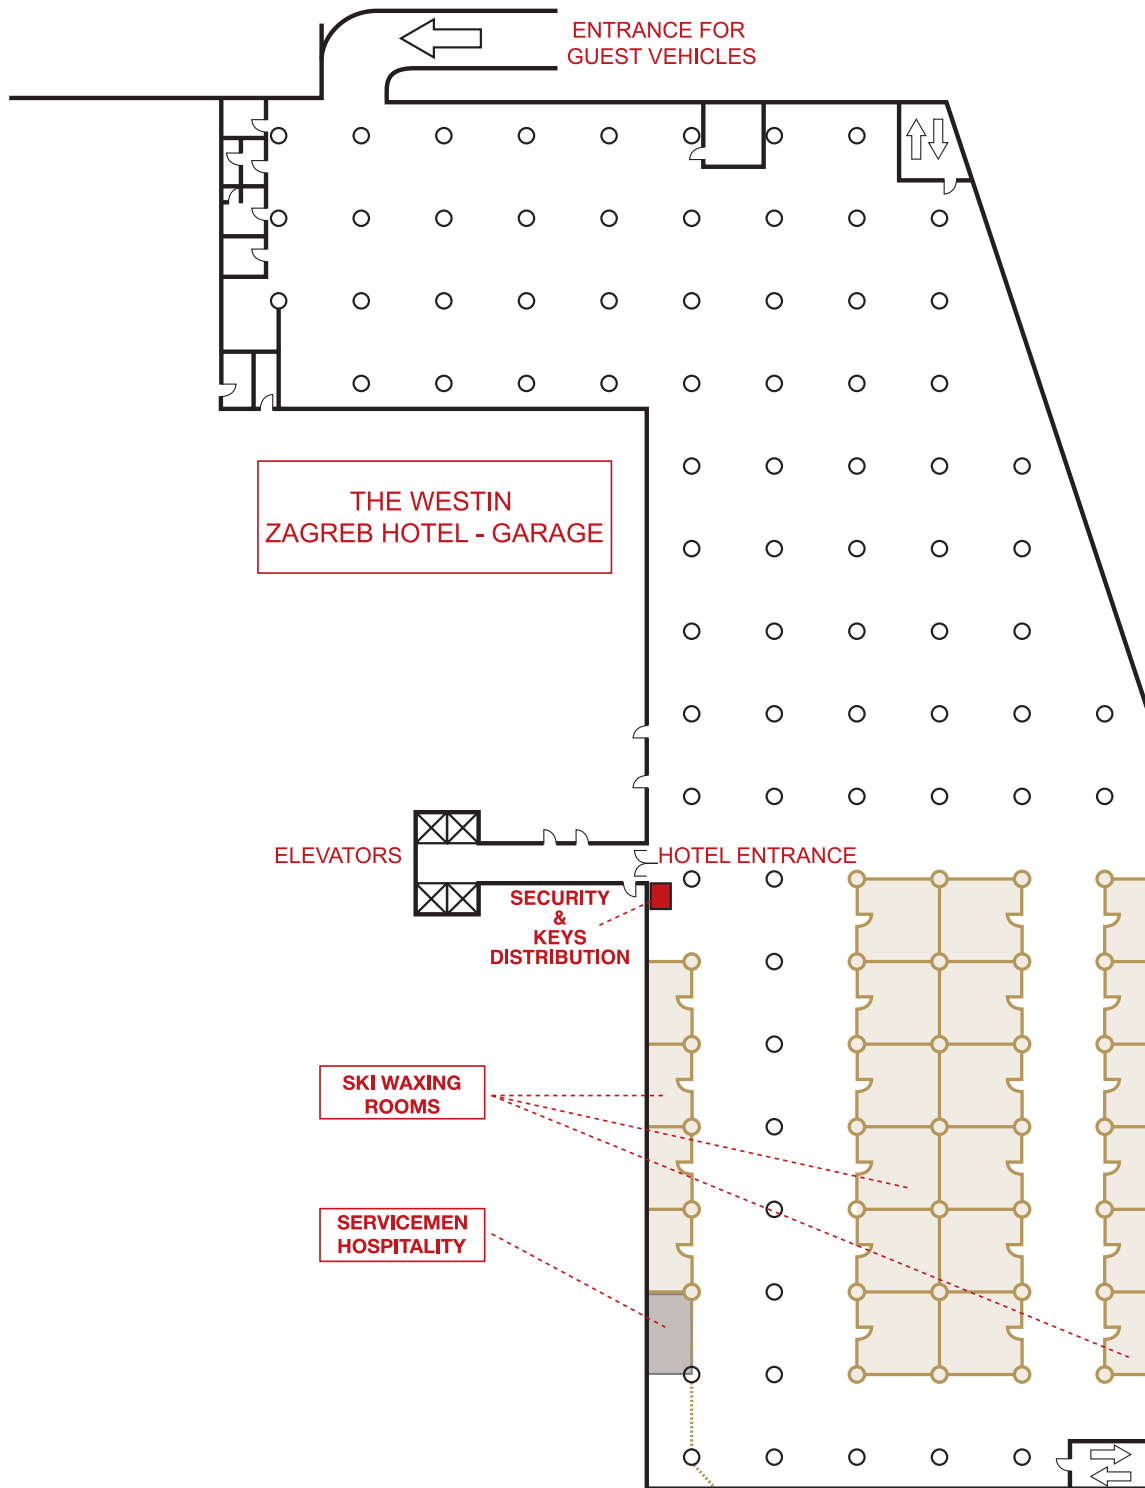 ENTRANCE FOR
GUEST VEHICLES
THE WESTIN
ZAGREB HOTEL - GARAGE
ELEVATORS
HOTEL ENTRANCE
SECURITY
&
KEYS
DISTRIBUTION
SKI WAXING
ROOMS
SERVICEMEN
HOSPITALITY